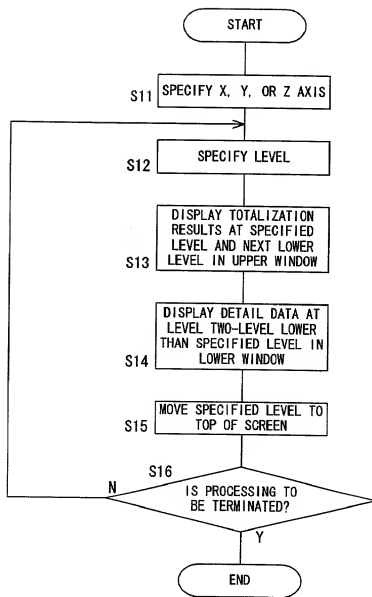 START
S11
SPECIFY X, Y, OR Z AXIS
S12
SPECIFY LEVEL
DISPLAY TOTALIZATION
RESULTS AT SPECIFIED
LEVEL AND NEXT LOWER
LEVEL IN UPPER WINDOW
S13
DISPLAY DETAIL DATA AT
LEVEL TWO-LEVEL LOWER
THAN SPECIFIED LEVEL IN
LOWER WINDOW
S14
MOVE SPECIFIED LEVEL TO
TOP OF SCREEN
S15
S16
N
IS PROCESSING TO
BE TERMINATED?
Y
END